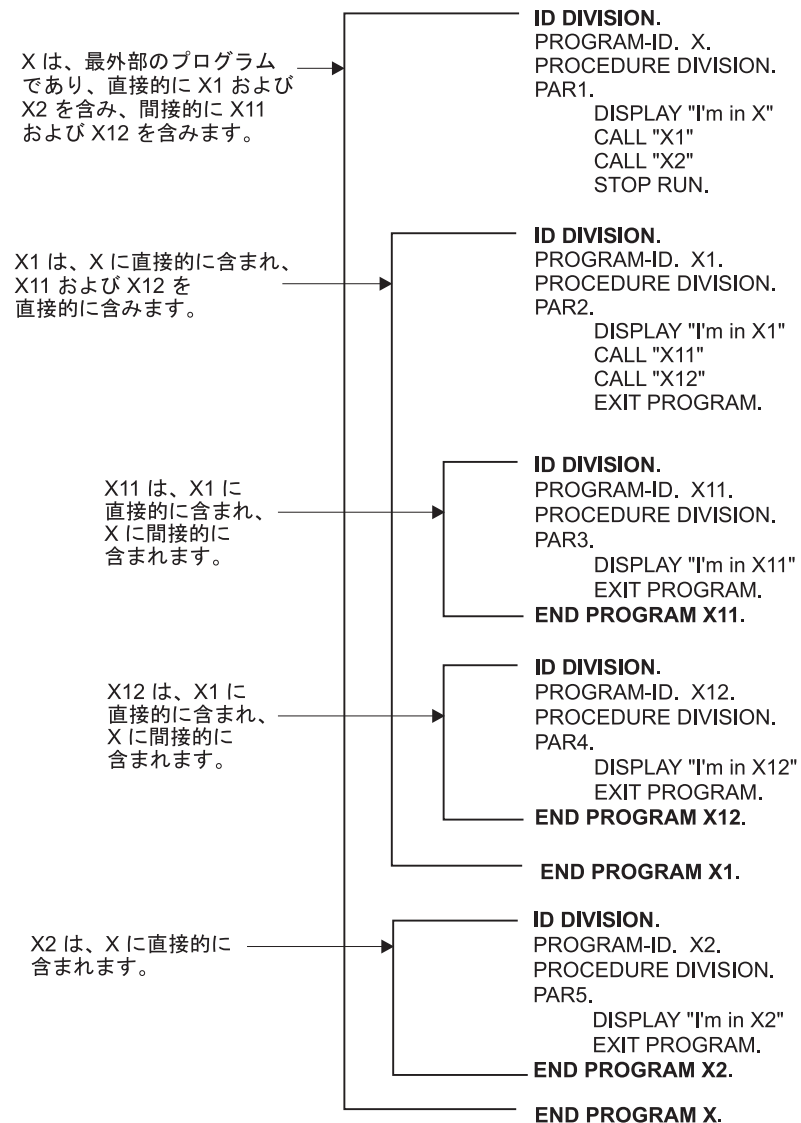 ID DIVISION.
PROGRAM-ID. X.
PROCEDURE DIVISION.
PAR1.
DISPLAY "I'm in X"
CALL "X1"
CALL "X2"
STOP RUN.
X は、最外部のプログラム
であり、直接的に X1 および
X2 を含み、間接的に X11
および X12 を含みます。
ID DIVISION.
PROGRAM-ID. X1.
PROCEDURE DIVISION.
PAR2.
DISPLAY "I'm in X1"
CALL "X11"
CALL "X12"
EXIT PROGRAM.
X1 は、X に直接的に含まれ、
X11 および X12 を
直接的に含みます。
ID DIVISION.
PROGRAM-ID. X11.
PROCEDURE DIVISION.
PAR3.
DISPLAY "I'm in X11"
EXIT PROGRAM.
END PROGRAM X11.
X11 は、X1 に
直接的に含まれ、
X に間接的に
含まれます。
ID DIVISION.
PROGRAM-ID. X12.
PROCEDURE DIVISION.
PAR4.
DISPLAY "I'm in X12"
EXIT PROGRAM.
END PROGRAM X12.
X12 は、X1 に
直接的に含まれ、
X に間接的に
含まれます。
END PROGRAM X1.
ID DIVISION.
PROGRAM-ID. X2.
PROCEDURE DIVISION.
PAR5.
DISPLAY "I'm in X2"
EXIT PROGRAM.
END PROGRAM X2.
X2 は、X に直接的に
含まれます。
END PROGRAM X.